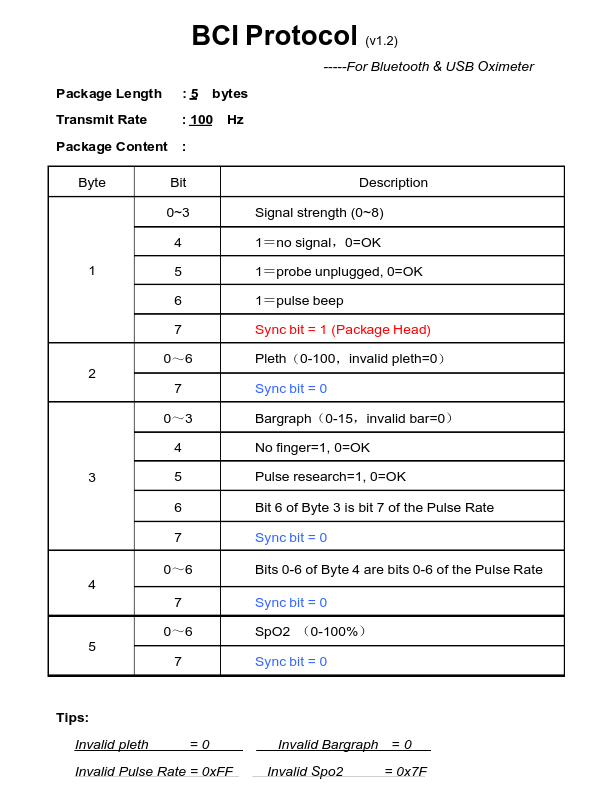 BCI Protocol (v1.2)
-----For Bluetooth & USB Oximeter
Package Length : 5 bytes
Transmit Rate : 100 Hz
Package Content :
Byte Bit Description
1
0~3 Signal strength (0~8)
4 1＝no signal，0=OK
5 1＝probe unplugged, 0=OK
6 1＝pulse beep
7 Sync bit = 1 (Package Head)
2
0～6 Pleth（0-100，invalid pleth=0）
7 Sync bit = 0
3
0～3 Bargraph（0-15，invalid bar=0）
4 No finger=1, 0=OK
5 Pulse research=1, 0=OK
6 Bit 6 of Byte 3 is bit 7 of the Pulse Rate
7 Sync bit = 0
4
0～6 Bits 0-6 of Byte 4 are bits 0-6 of the Pulse Rate
7 Sync bit = 0
5
0～6 SpO2 （0-100%）
7 Sync bit = 0
Tips:
Invalid pleth = 0 Invalid Bargraph = 0
Invalid Pulse Rate = 0xFF Invalid Spo2 = 0x7F